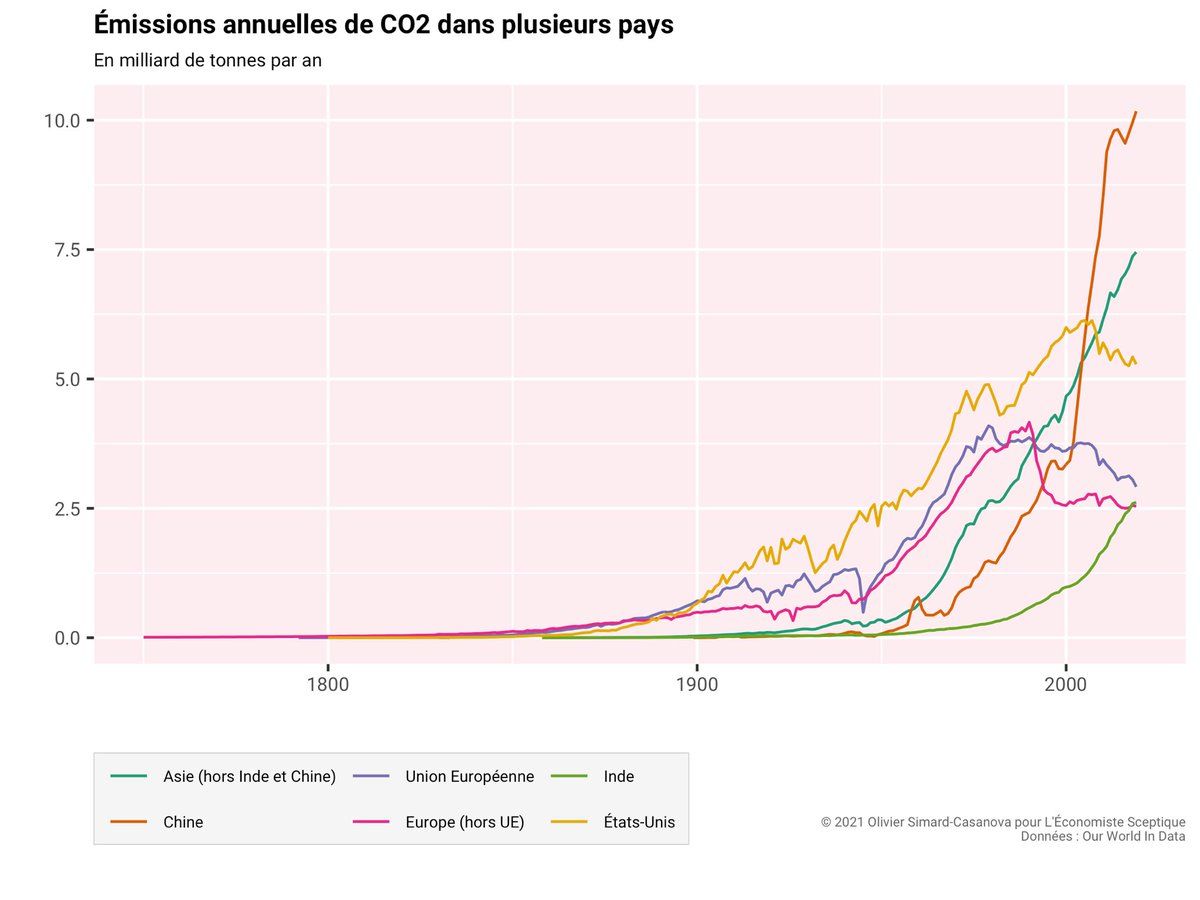 Émissions annuelles de CO2 dans plusieurs pays
En milliard de tonnes par an
10.0
7.5
5.0
2.5
0.0
1800
1900
2000
Asie (hors Inde et Chine)
Union Européenne
Inde
Chine
Europe (hors UE)
États-Unis
© 2021 Olivier Simard-Casanova pour L'Économiste Sceptique
Données : Our World In Data